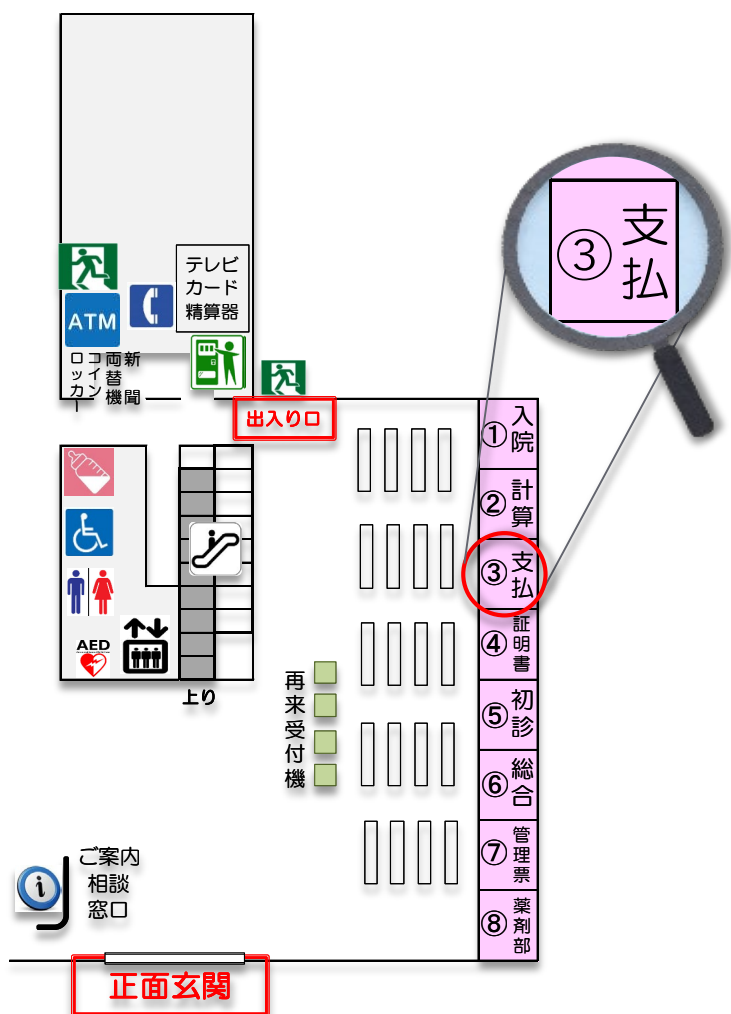 テレビ
カード
精算器
ATM
新聞
両替機
コイン
ロッカー
出入り口
③支払
①入院
②計算
③支払
④証明書
⑤初診
⑥総合
⑦管理票
⑧薬剤部
AED
上り
再来受付機
i
ご案内
相談
窓口
正面玄関